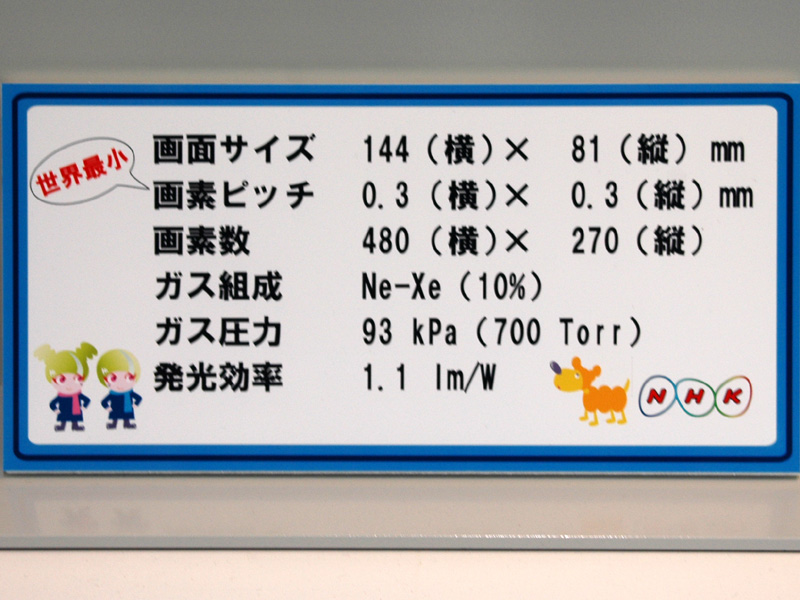 世界最小
画面サイズ 144（横）× 81（縦）mm
画素ピッチ 0.3（横）× 0.3（縦）mm
画素数 480（横）× 270（縦）
ガス組成 Ne-Xe（10%）
ガス圧力 93 kPa（700 Torr）
発光効率 1.1 lm/W
NHK